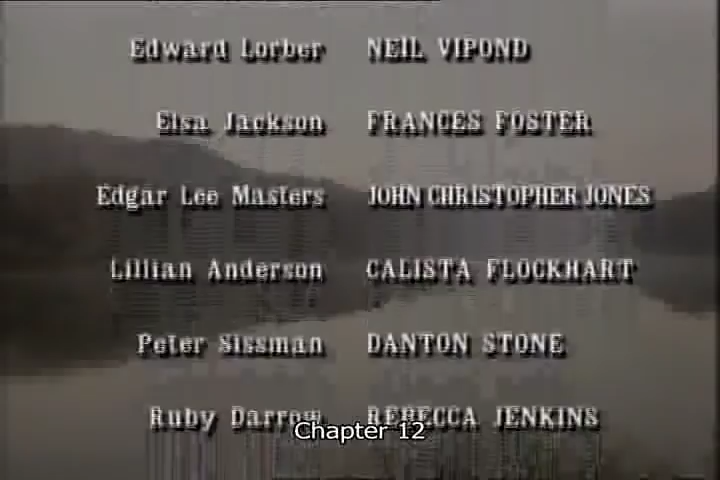 Edward Lorber NEIL VIPOND
Elsa Jackson FRANCES FOSTER
Edgar Lee Masters JOHN CHRISTOPHER JONES
Lillian Anderson CALISTA FLOCKHART
Peter Sissman DANTON STONE
Ruby Darrow REBECCA JENKINS
Chapter 12